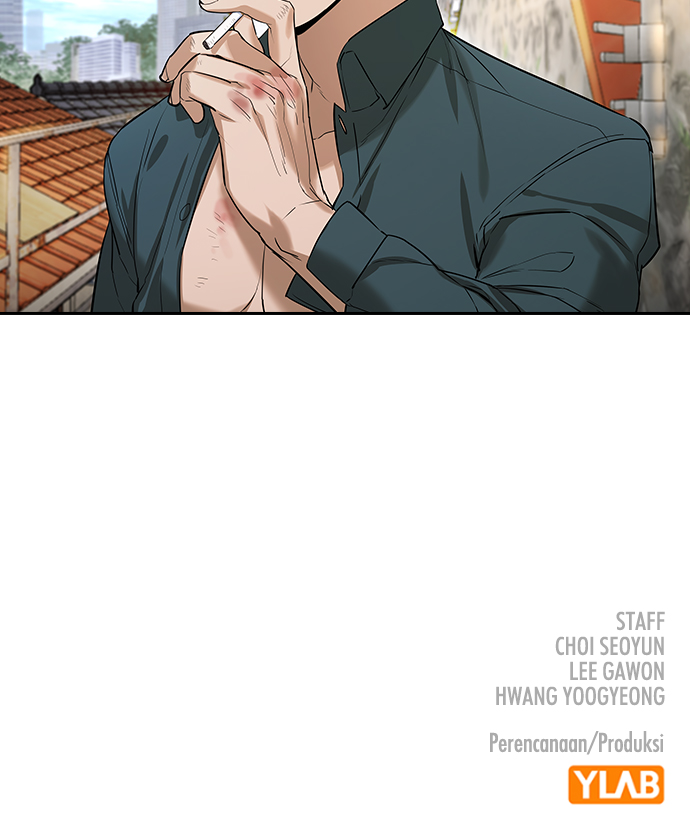 STAFF
CHOI SEOYUN
LEE GAWON
HWANG YOOGYEONG
Perencanaan/Produksi
YLAB